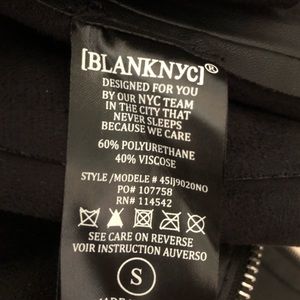 [BLANKNYC]®
DESIGNED FOR YOU
BY OUR NYC TEAM
IN THE CITY THAT
NEVER SLEEPS
BECAUSE WE CARE
60% POLYURETHANE
40% VISCOSE
STYLE /MODELE # 45IJ9020NO
PO# 107758
RN# 114542
SEE CARE ON REVERSE
VOIR INSTRUCTION AUVERSO
S